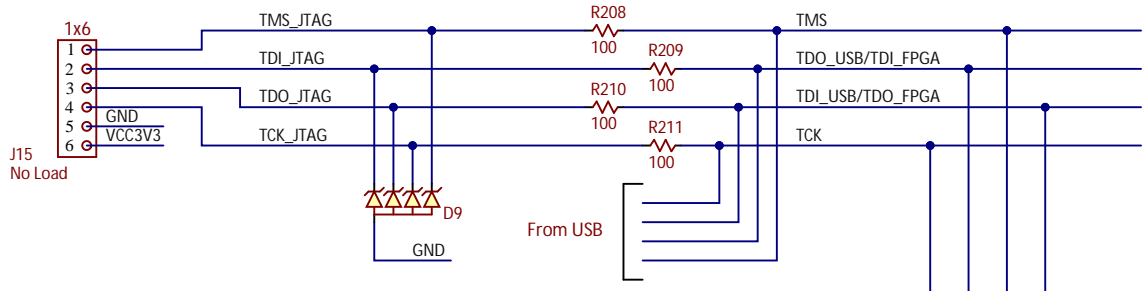 1x6
1
2
3
4
5
6
J15
No Load
GND
VCC3V3
TMS_JTAG
TDI_JTAG
TDO_JTAG
TCK_JTAG
R208
100
R209
100
R210
100
R211
100
TMS
TDO_USB/TDI_FPGA
TDI_USB/TDO_FPGA
TCK
D9
GND
From USB